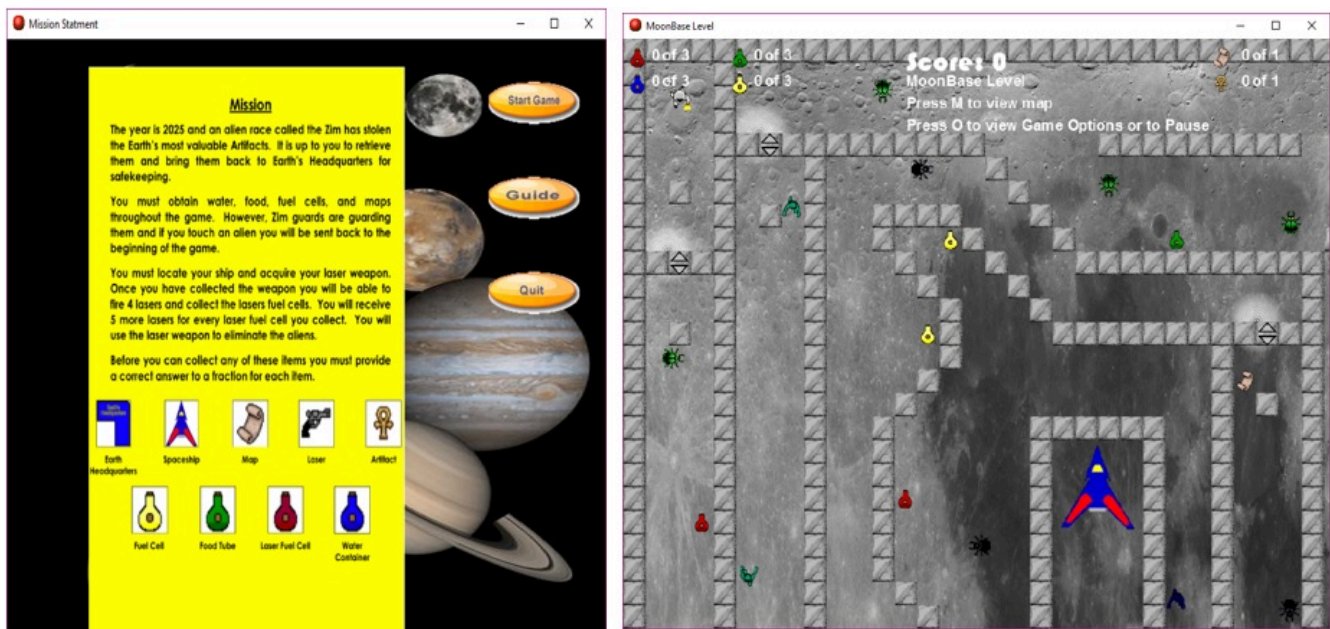 Mission Statment
Mission
The year is 2025 and an alien race called the Zim has stolen
the Earth's most valuable Artifacts. It is up to you to retrieve
them and bring them back to Earth's Headquarters for
safekeeping.
You must obtain water, food, fuel cells, and maps
throughout the game. However, Zim guards are guarding
them and if you touch an alien you will be sent back to the
beginning of the game.
You must locate your ship and acquire your laser weapon.
Once you have collected the weapon you will be able to
fire 4 lasers and collect the lasers fuel cells. You will receive
5 more lasers for every laser fuel cell you collect. You will
use the laser weapon to eliminate the aliens.
Before you can collect any of these items you must provide
a correct answer to a fraction for each item.
Earth
Headquarters
Spaceship
Map
Laser
Artifact
Fuel Cell
Food Tube
Laser Fuel Cell
Water
Container
Start Game
Guide
Quit
MoonBase Level
0 of 3
0 of 3
0 of 3
0 of 3
Score: 0
MoonBase Level
Press M to view map
Press O to view Game Options or to Pause
0 of 1
0 of 1